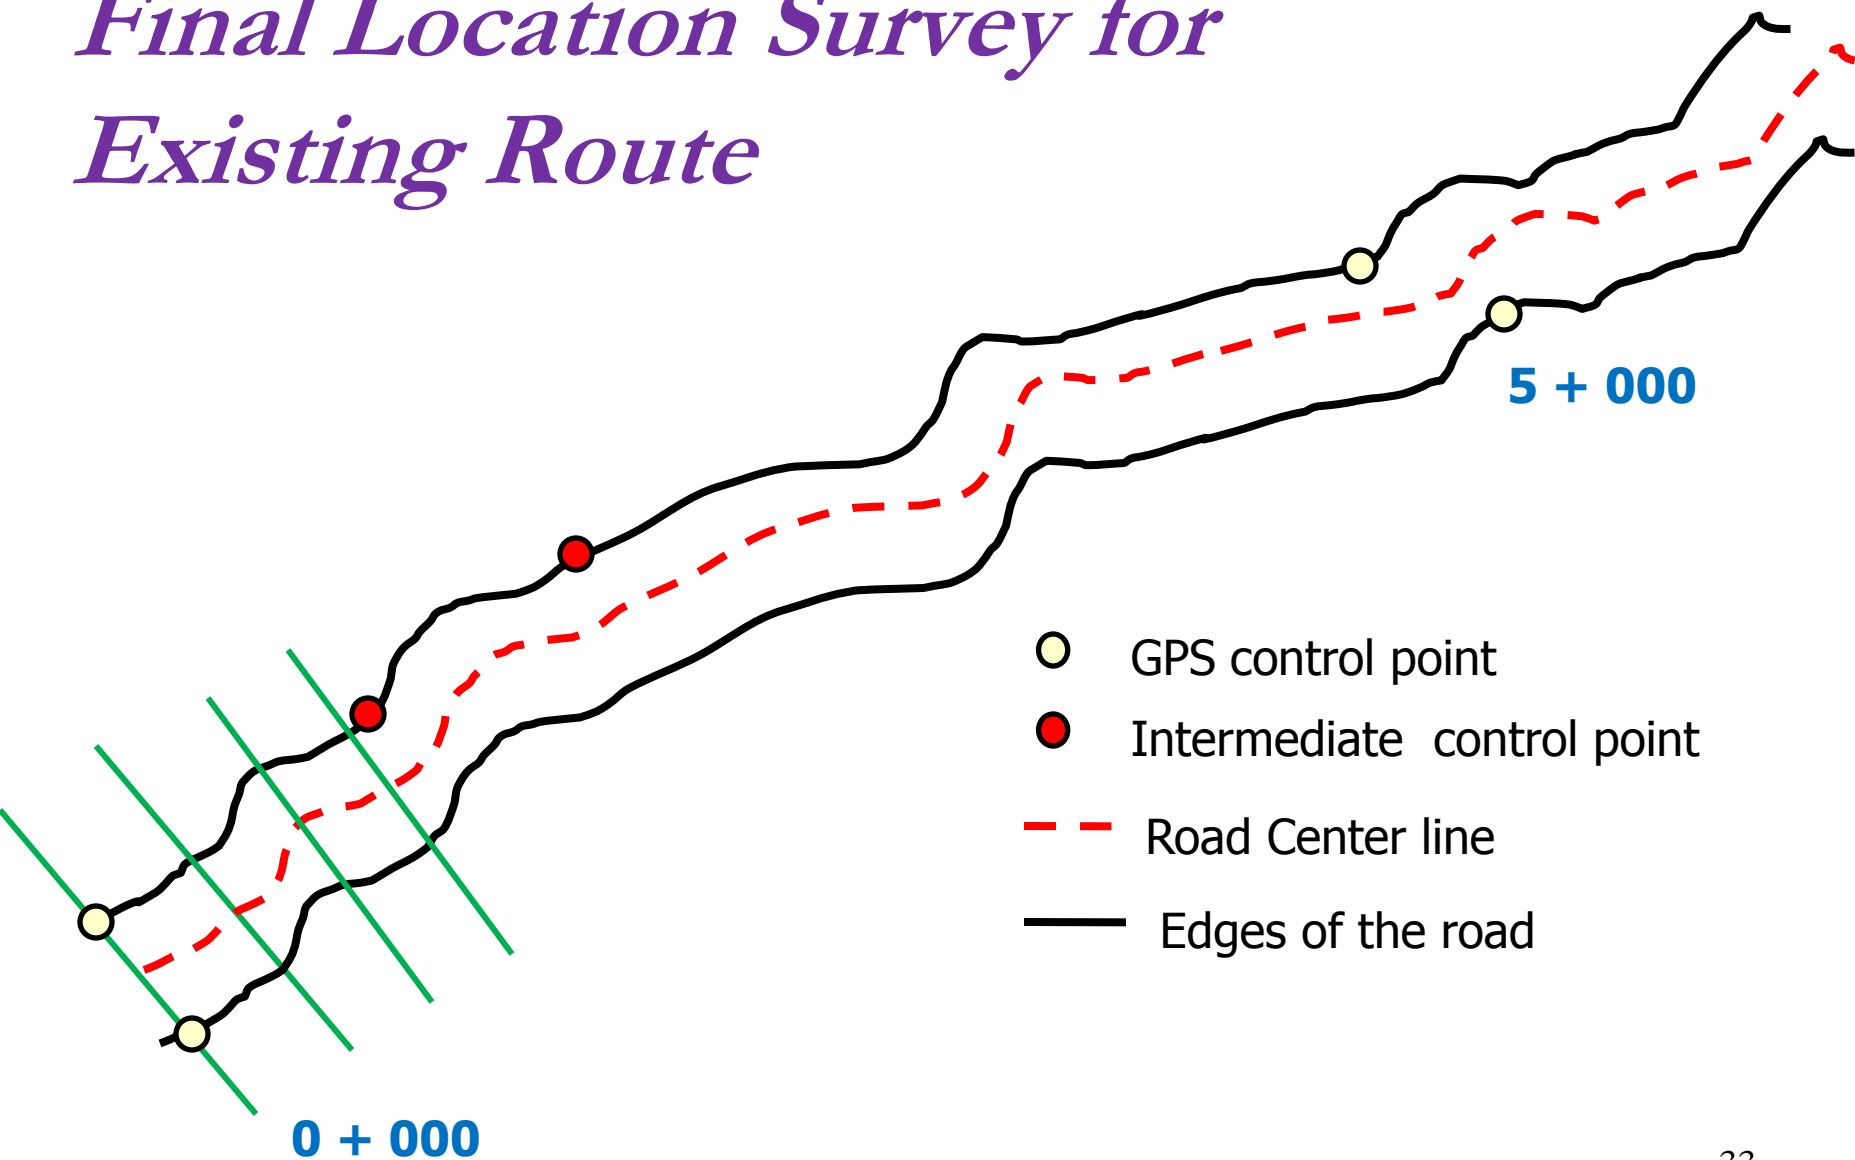 Final Location Survey for
Existing Route
5 + 000
GPS control point
Intermediate control point
Road Center line
Edges of the road
0 + 000